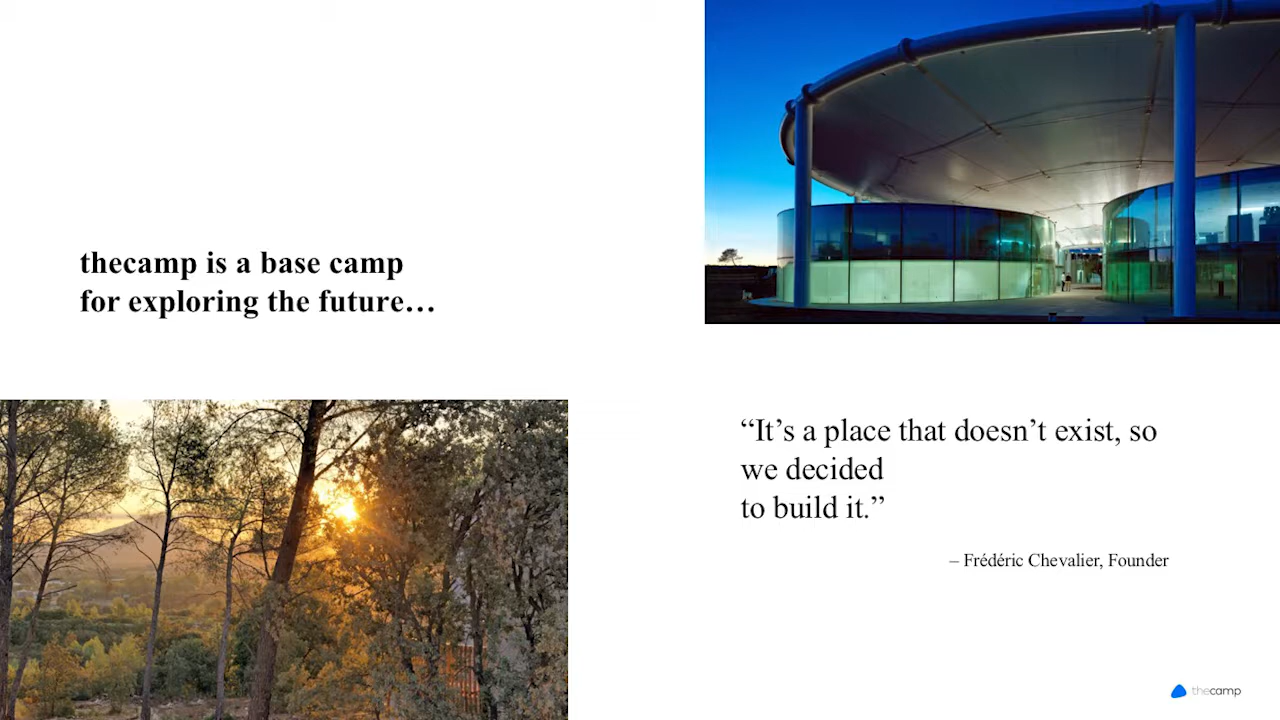 thecamp is a base camp
for exploring the future…
“It’s a place that doesn’t exist, so
we decided
to build it.”
– Frédéric Chevalier, Founder
thecamp